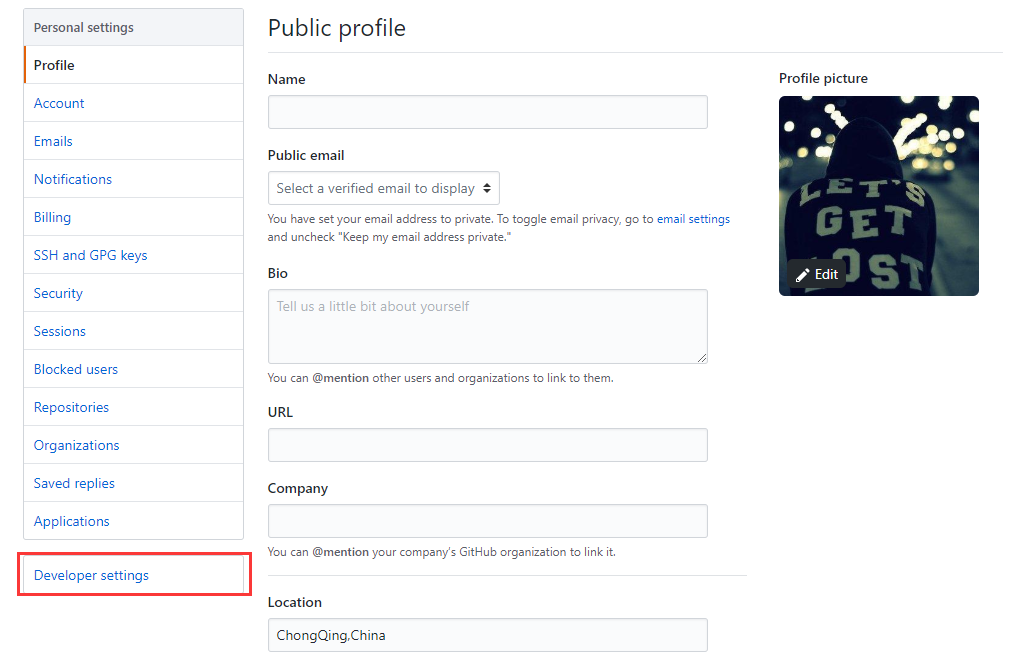 Personal settings
Profile
Account
Emails
Notifications
Billing
SSH and GPG keys
Security
Sessions
Blocked users
Repositories
Organizations
Saved replies
Applications
Developer settings
Public profile
Name
Public email
Select a verified email to display
You have set your email address to private. To toggle email privacy, go to email settings
and uncheck "Keep my email address private."
Bio
Tell us a little bit about yourself
You can @mention other users and organizations to link to them.
URL
Company
You can @mention your company's GitHub organization to link it.
Location
ChongQing,China
Profile picture
LET'S
GET
LOST
Edit